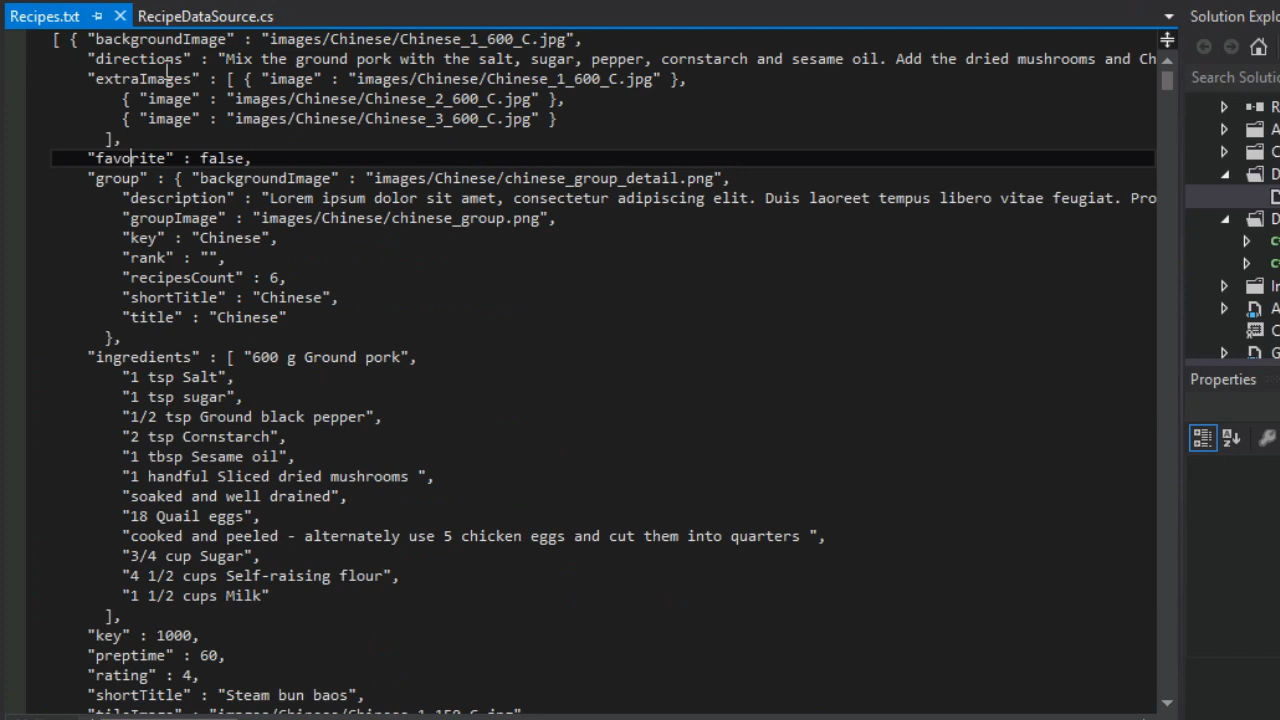 Recipes.txt RecipeDataSource.cs Solution Explo
[ { "backgroundImage" : "images/Chinese/Chinese_1_600_C.jpg",
"directions" : "Mix the ground pork with the salt, sugar, pepper, cornstarch and sesame oil. Add the dried mushrooms and Ch
"extraImages" : [ { "image" : "images/Chinese/Chinese_1_600_C.jpg" },
Search Solutio
{ "image" : "images/Chinese/Chinese_2_600_C.jpg" },
{ "image" : "images/Chinese/Chinese_3_600_C.jpg" }
],
"favorite" : false,
"group" : { "backgroundImage" : "images/Chinese/chinese_group_detail.png",
"description" : "Lorem ipsum dolor sit amet, consectetur adipiscing elit. Duis laoreet tempus libero vitae feugiat. Pro
"groupImage" : "images/Chinese/chinese_group.png",
"key" : "Chinese",
"rank" : "",
"recipesCount" : 6,
"shortTitle" : "Chinese",
"title" : "Chinese"
},
"ingredients" : [ "600 g Ground pork",
"1 tsp Salt",
Properties
"1 tsp sugar",
"1/2 tsp Ground black pepper",
"2 tsp Cornstarch",
"1 tbsp Sesame oil",
"1 handful Sliced dried mushrooms ",
"soaked and well drained",
"18 Quail eggs",
"cooked and peeled - alternately use 5 chicken eggs and cut them into quarters ",
"3/4 cup Sugar",
"4 1/2 cups Self-raising flour",
"1 1/2 cups Milk"
],
"key" : 1000,
"preptime" : 60,
"rating" : 4,
"shortTitle" : "Steam bun baos",
"tileImage" : "images/Chinese/Chinese_1_150_C.jpg",